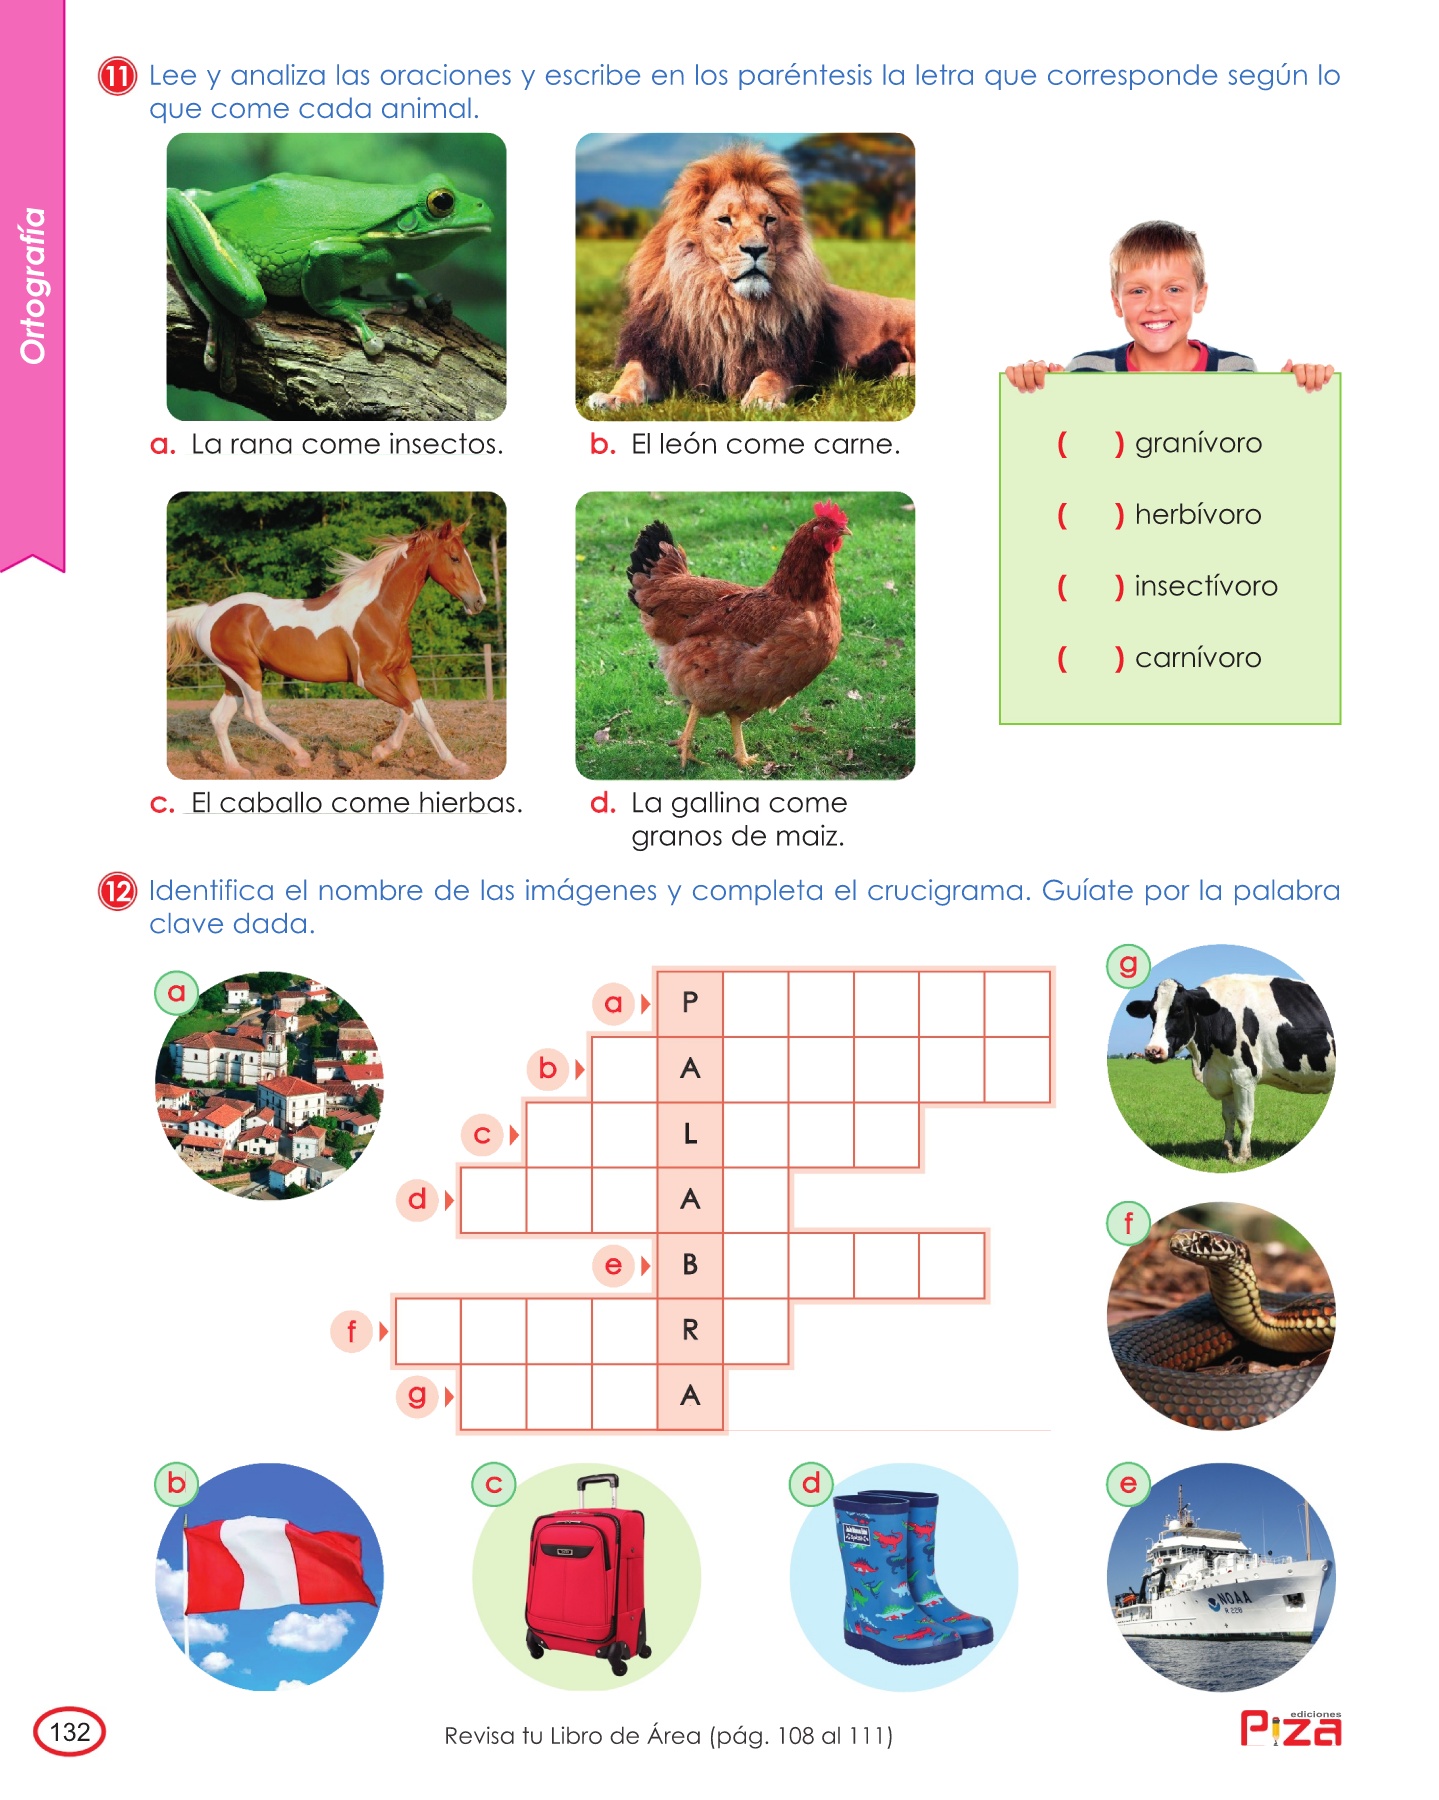 Ortografía
11 Lee y analiza las oraciones y escribe en los paréntesis la letra que corresponde según lo
que come cada animal.
a. La rana come insectos.
b. El león come carne.
c. El caballo come hierbas.
d. La gallina come
granos de maiz.
( ) granívoro
( ) herbívoro
( ) insectívoro
( ) carnívoro
12 Identifica el nombre de las imágenes y completa el crucigrama. Guíate por la palabra
clave dada.
a
g
a P
b A
c L
d A
e B
f R
g A
f
b
c
d
e
NOAA
R 228
132
Revisa tu Libro de Área (pág. 108 al 111)
ediciones
Piza